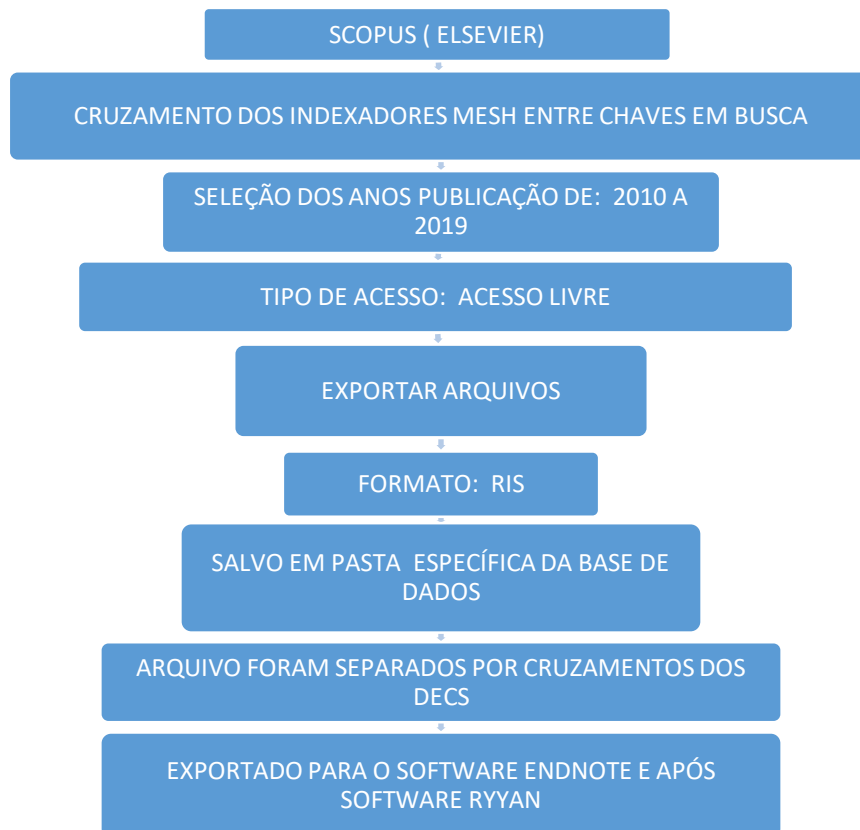 SCOPUS ( ELSEVIER)
CRUZAMENTO DOS INDEXADORES MESH ENTRE CHAVES EM BUSCA
SELEÇÃO DOS ANOS PUBLICAÇÃO DE:  2010 A
2019
TIPO DE ACESSO:  ACESSO LIVRE
EXPORTAR ARQUIVOS
FORMATO:  RIS
SALVO EM PASTA  ESPECÍFICA DA BASE DE
DADOS
ARQUIVO FORAM SEPARADOS POR CRUZAMENTOS DOS
DECS
EXPORTADO PARA O SOFTWARE ENDNOTE E APÓS
SOFTWARE RYYAN